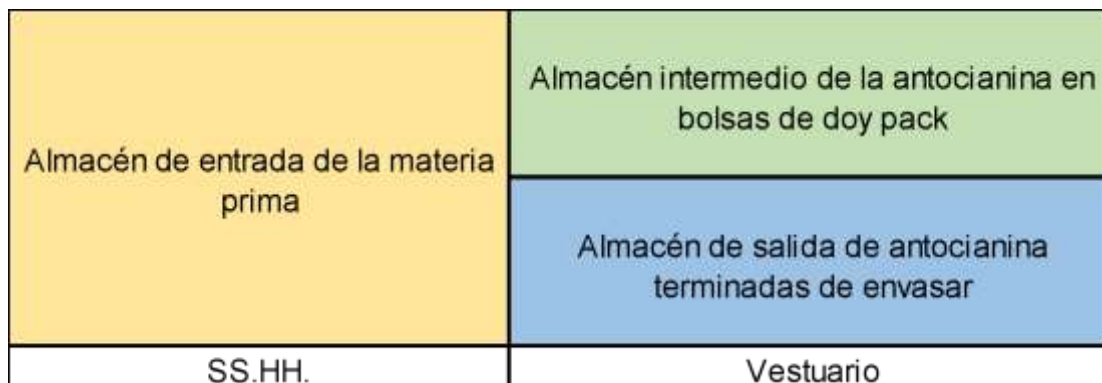 Almacén de entrada de la materia
prima
Almacén intermedio de la antocianina en
bolsas de doy pack
Almacén de salida de antocianina
terminadas de envasar
SS.HH.
Vestuario